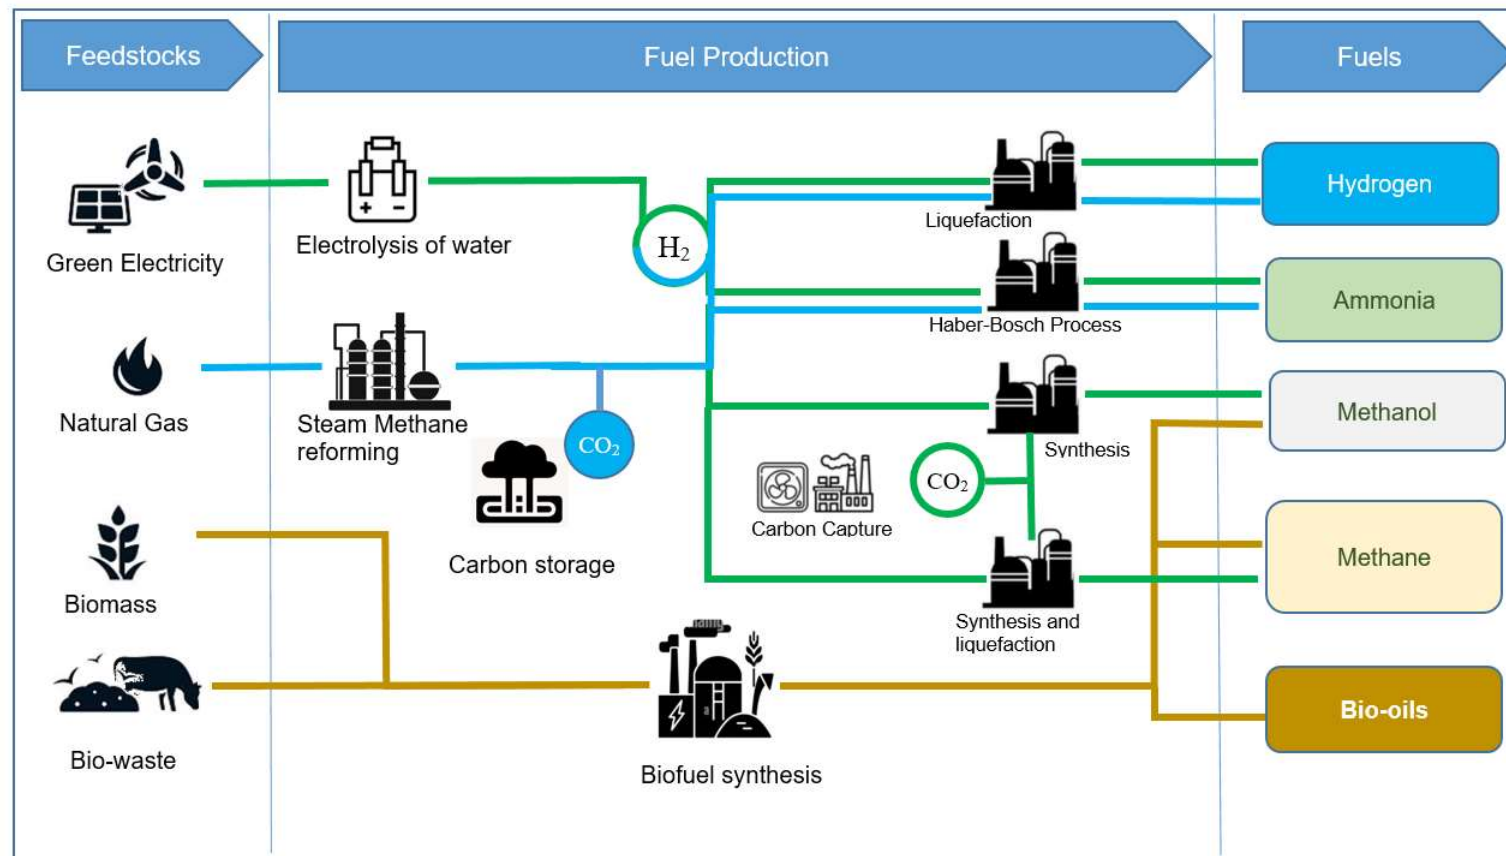 Feedstocks
Fuel Production
Fuels
Green Electricity
+ −
Electrolysis of water
H₂
Liquefaction
Hydrogen
Haber-Bosch Process
Ammonia
Natural Gas
Steam Methane
reforming
CO₂
Carbon storage
Synthesis
Methanol
Carbon Capture
CO₂
Biomass
Synthesis and
liquefaction
Methane
Bio-waste
Biofuel synthesis
Bio-oils